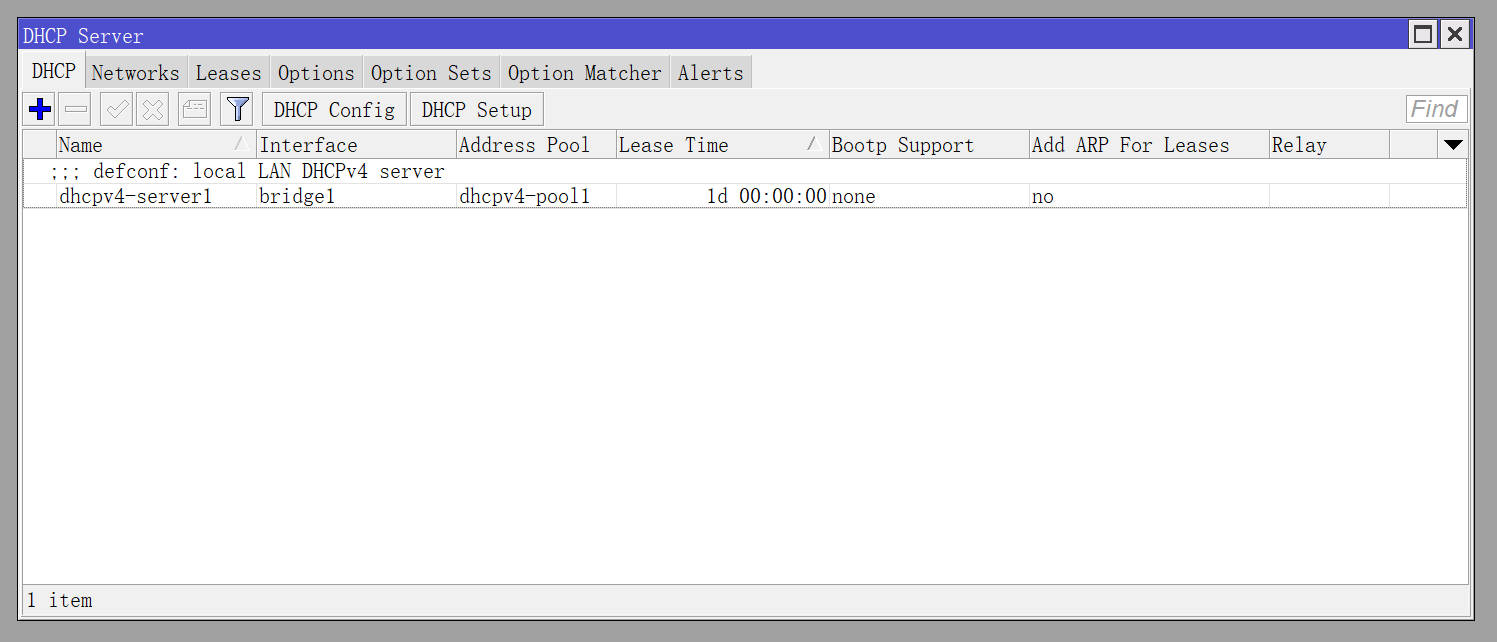 DHCP Server
DHCP Networks Leases Options Option Sets Option Matcher Alerts
DHCP Config DHCP Setup Find
Name Interface Address Pool Lease Time Bootp Support Add ARP For Leases Relay
;;; defconf: local LAN DHCPv4 server
dhcpv4-server1 bridge1 dhcpv4-pool1 1d 00:00:00 none no
1 item